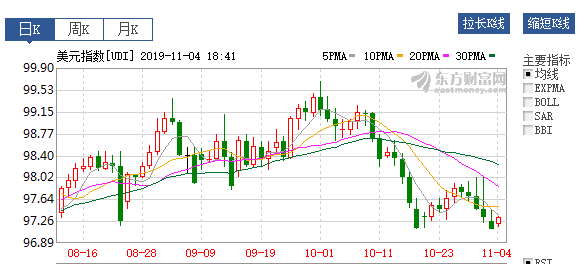 日K 周K 月K 拉长K线 缩短K线
美元指数[UDI] 2019-11-04 18:41 5PMA 10PMA 20PMA 30PMA
主要指标
均线
EXPMA
BOLL
SAR
BBI
99.90
99.53
99.15
98.77
98.40
98.02
97.64
97.26
96.89
东方财富网
eastmoney.com
08-16 08-28 09-09 09-19 10-01 10-11 10-23 11-04
RSI